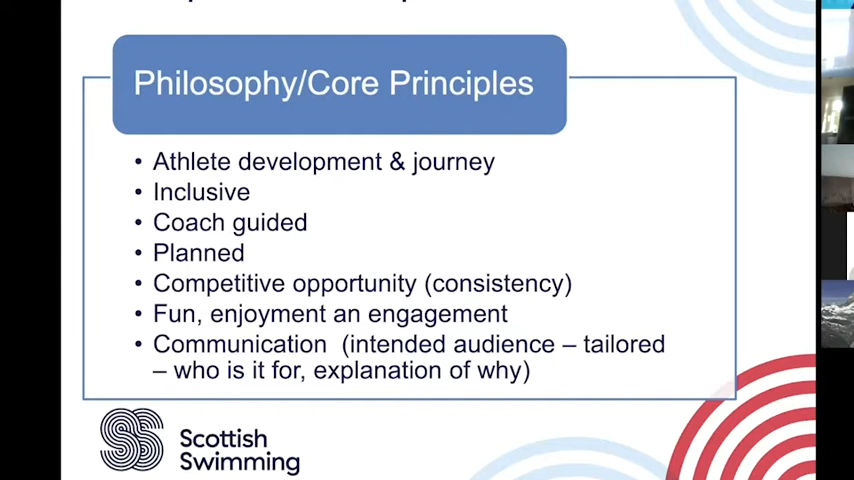 Philosophy/Core Principles
• Athlete development & journey
• Inclusive
• Coach guided
• Planned
• Competitive opportunity (consistency)
• Fun, enjoyment an engagement
• Communication (intended audience – tailored
– who is it for, explanation of why)
Scottish
Swimming